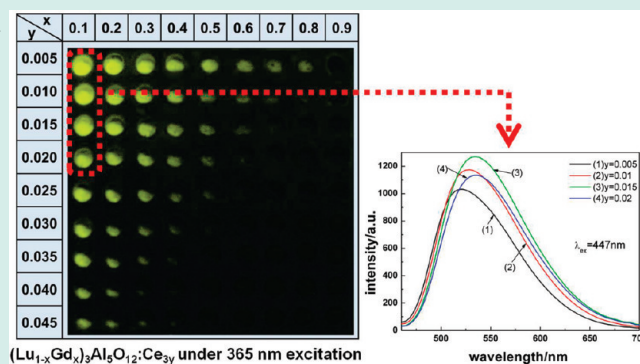 x
y
0.1 0.2 0.3 0.4 0.5 0.6 0.7 0.8 0.9
0.005
0.010
0.015
0.020
0.025
0.030
0.035
0.040
0.045
(Lu1-xGdx)3Al5O12:Ce3y under 365 nm excitation
intensity/a.u.
1200
1000
800
600
400
200
0
500 550 600 650
wavelength/nm
(1)y=0.005
(2)y=0.01
(3)y=0.015
(4)y=0.02
λex=447nm
(4)
(3)
(1)
(2)